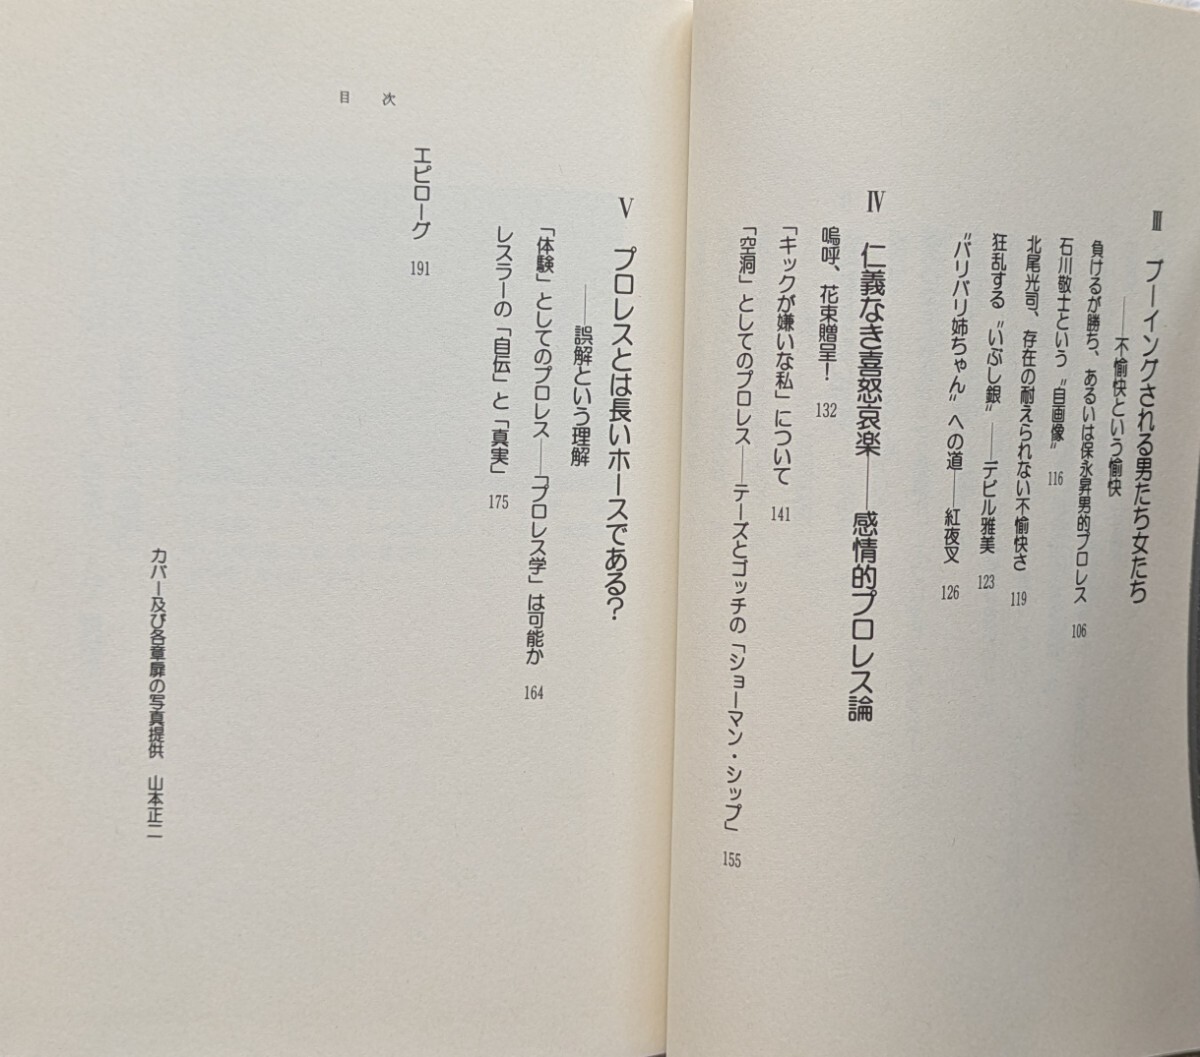 Ⅲ ブーイングされる男たち女たち
──不愉快という愉快
負けるが勝ち、あるいは保永昇男的プロレス 106
石川敬士という〝自画像〟 116
北尾光司、存在の耐えられない不愉快さ 119
狂乱する〝いぶし銀〟──デビル雅美 123
〝バリバリ姉ちゃん〟への道──紅夜叉 126
Ⅳ 仁義なき喜怒哀楽──感情的プロレス論
嗚呼、花束贈呈！ 132
「キックが嫌いな私」について 141
「空洞」としてのプロレス──テーズとゴッチの「ショーマン・シップ」 155
Ⅴ プロレスとは長いホースである？
──誤解という理解
「体験」としてのプロレス──「プロレス学」は可能か 164
レスラーの「自伝」と「真実」 175
エピローグ 191
目次
カバー及び各章扉の写真提供 山本正二